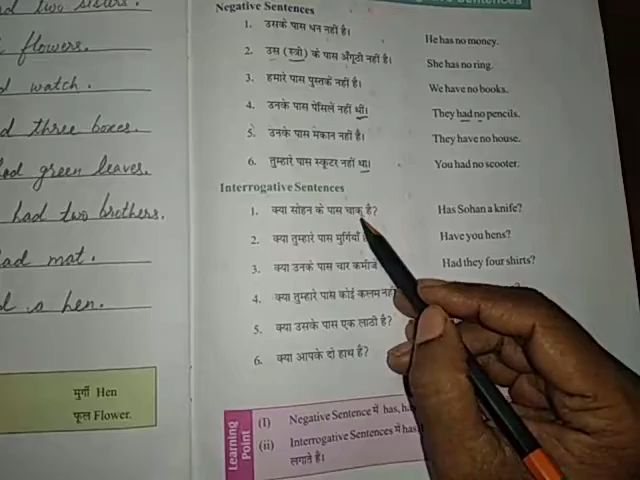 two sisters.
flowers.
watch.
three boxes.
green leaves.
had two brothers.
mat.
hen.
मुर्गी Hen
फूल Flower.
Negative Sentences
1. उसके पास धन नहीं है। He has no money.
2. उस (स्त्री) के पास अँगूठी नहीं है। She has no ring.
3. हमारे पास पुस्तकें नहीं हैं। We have no books.
4. उनके पास पेंसिलें नहीं थीं। They had no pencils.
5. उनके पास मकान नहीं है। They have no house.
6. तुम्हारे पास स्कूटर नहीं था। You had no scooter.
Interrogative Sentences
1. क्या सोहन के पास चाकू है? Has Sohan a knife?
2. क्या तुम्हारे पास मुर्गियाँ Have you hens?
3. क्या उनके पास चार कमीजें Had they four shirts?
4. क्या तुम्हारे पास कोई कलम
5. क्या उसके पास एक लाठी है?
6. क्या आपके दो हाथ हैं?
Learning Point
(i) Negative Sentence में has,
(ii) Interrogative Sentences में has
लगाते हैं।